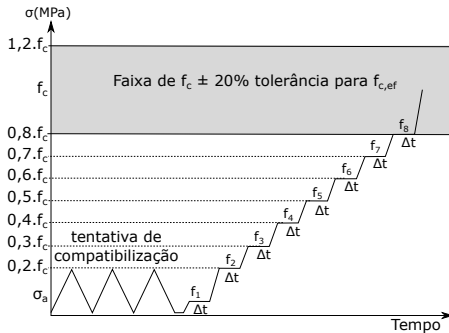 σ(MPa)
1,2.f_c
Faixa de f_c ± 20% tolerância para f_c,ef
f_c
0,8.f_c
f_8
Δt
0,7.f_c
f_7
Δt
0,6.f_c
f_6
Δt
0,5.f_c
f_5
Δt
0,4.f_c
f_4
Δt
tentativa de
compatibilização
0,3.f_c
f_3
Δt
0,2.f_c
f_2
Δt
σ_a
f_1
Δt
Tempo